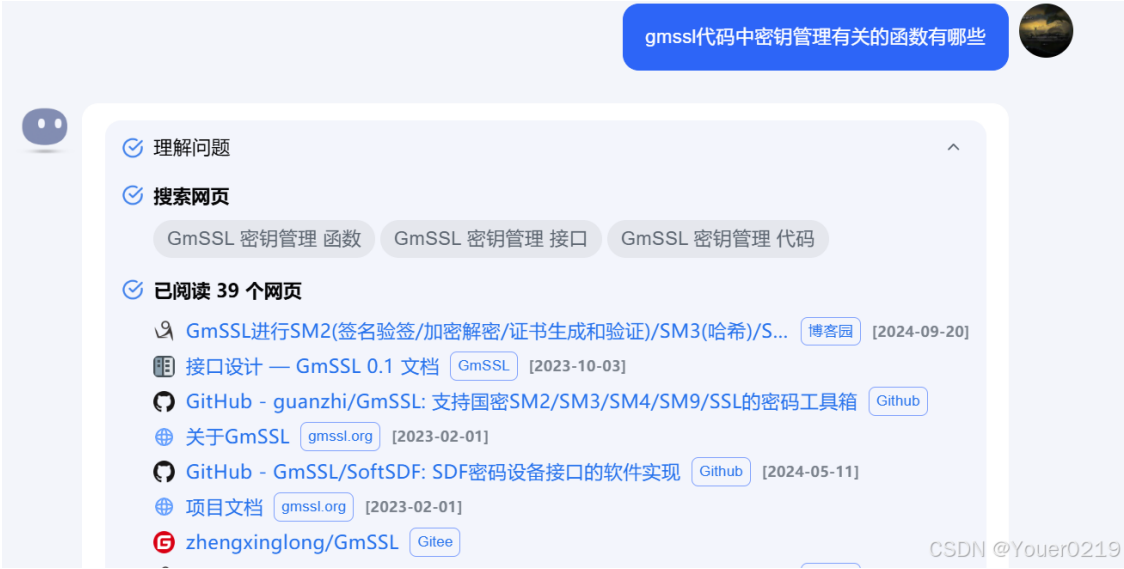 gmssl代码中密钥管理有关的函数有哪些
理解问题
搜索网页
GmSSL 密钥管理 函数 GmSSL 密钥管理 接口 GmSSL 密钥管理 代码
已阅读 39 个网页
GmSSL进行SM2(签名验签/加密解密/证书生成和验证)/SM3(哈希)/S... 博客园 [2024-09-20]
接口设计 — GmSSL 0.1 文档 GmSSL [2023-10-03]
GitHub - guanzhi/GmSSL: 支持国密SM2/SM3/SM4/SM9/SSL的密码工具箱 Github
关于GmSSL gmssl.org [2023-02-01]
GitHub - GmSSL/SoftSDF: SDF密码设备接口的软件实现 Github [2024-05-11]
项目文档 gmssl.org [2023-02-01]
zhengxinglong/GmSSL Gitee
CSDN @Youer0219